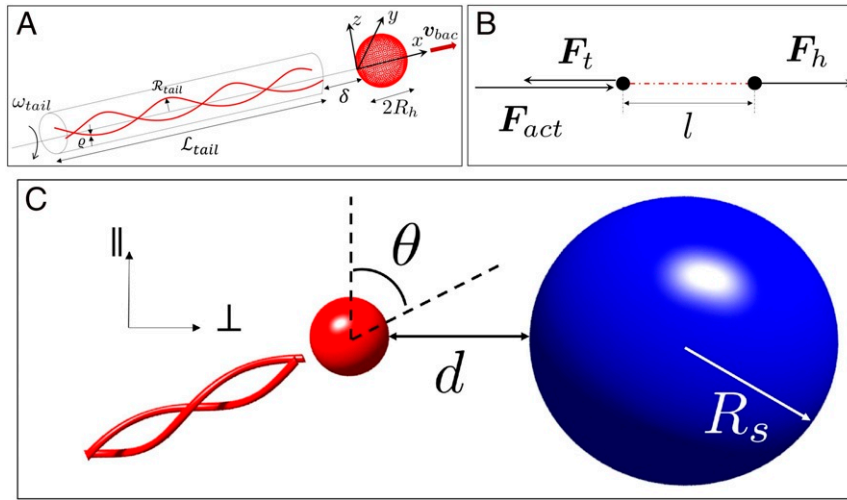 A
z
y
x
v_bac
ω_tail
ℛ_tail
ϱ
δ
2R_h
ℒ_tail
B
F_t
F_h
F_act
l
C
∥
⊥
θ
d
R_s